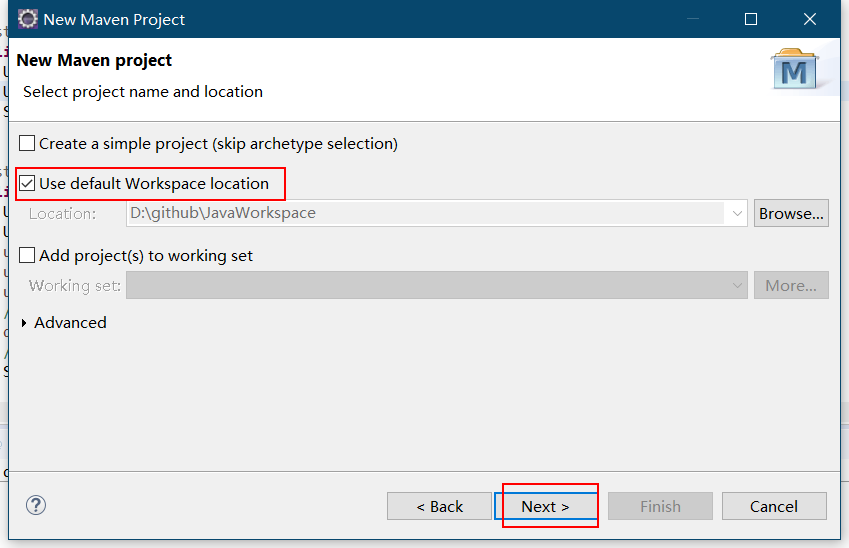 New Maven Project
New Maven project
Select project name and location
M
Create a simple project (skip archetype selection)
Use default Workspace location
Location: D:\github\JavaWorkspace Browse...
Add project(s) to working set
Working set: More...
Advanced
? < Back Next > Finish Cancel